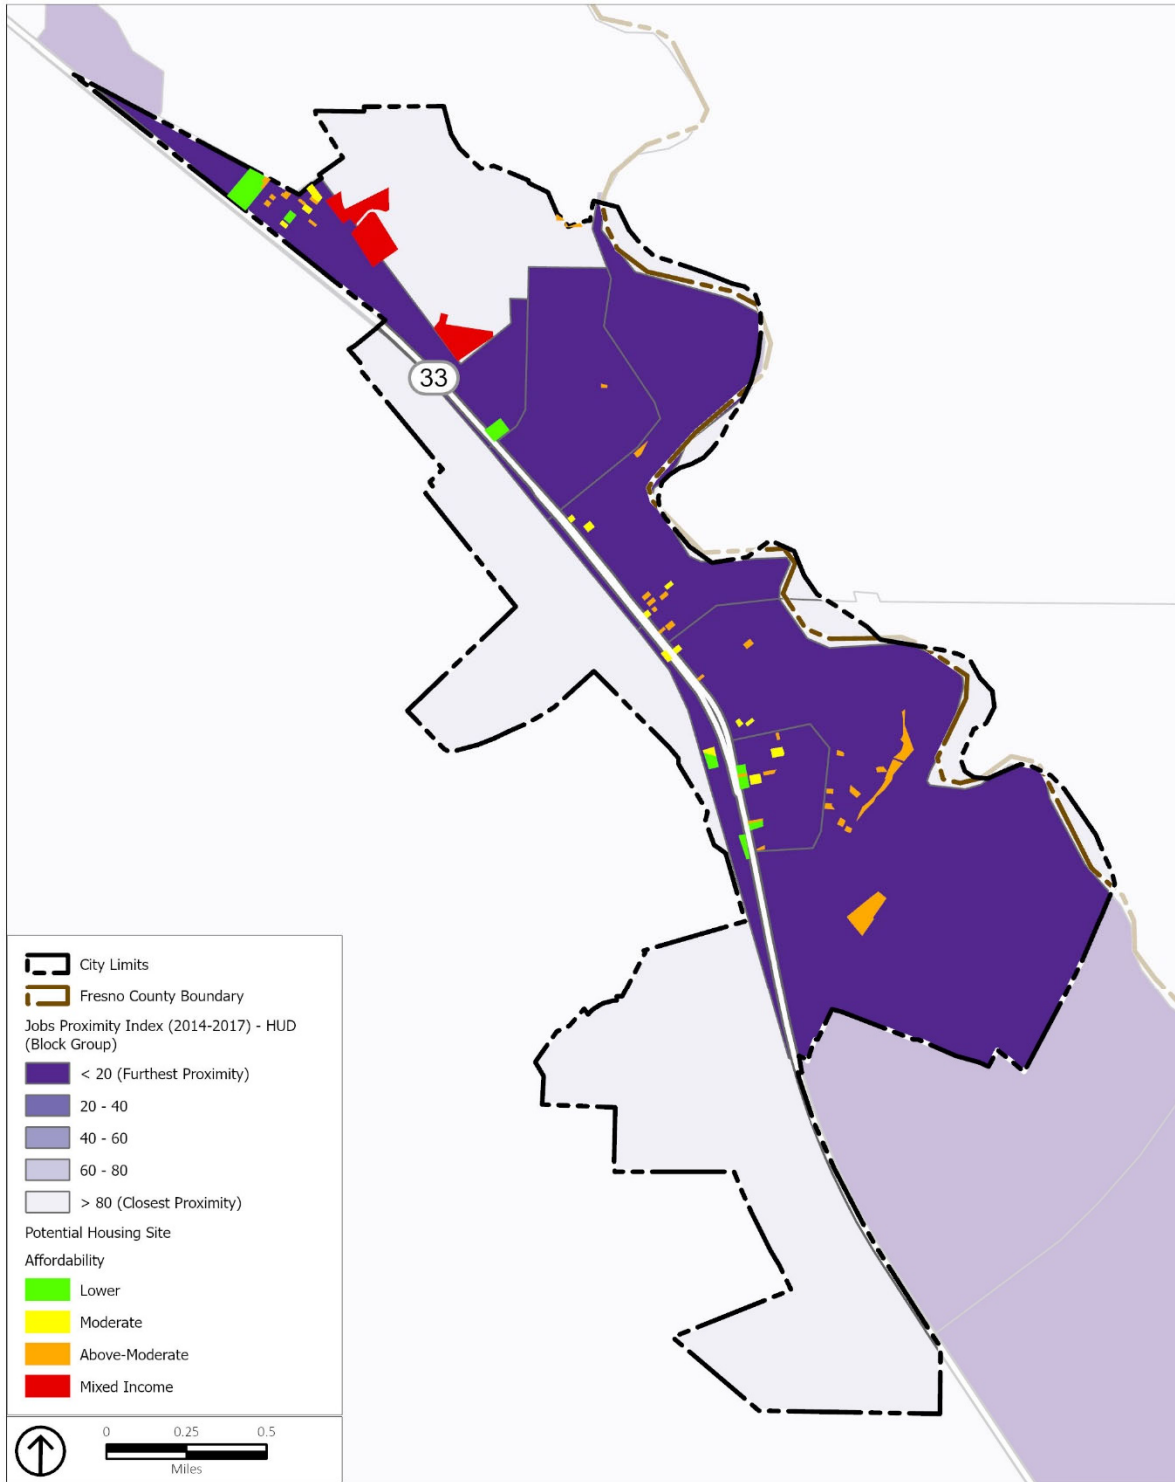 33
City Limits
Fresno County Boundary
Jobs Proximity Index (2014-2017) - HUD
(Block Group)
< 20 (Furthest Proximity)
20 - 40
40 - 60
60 - 80
> 80 (Closest Proximity)
Potential Housing Site
Affordability
Lower
Moderate
Above-Moderate
Mixed Income
0 0.25 0.5
Miles